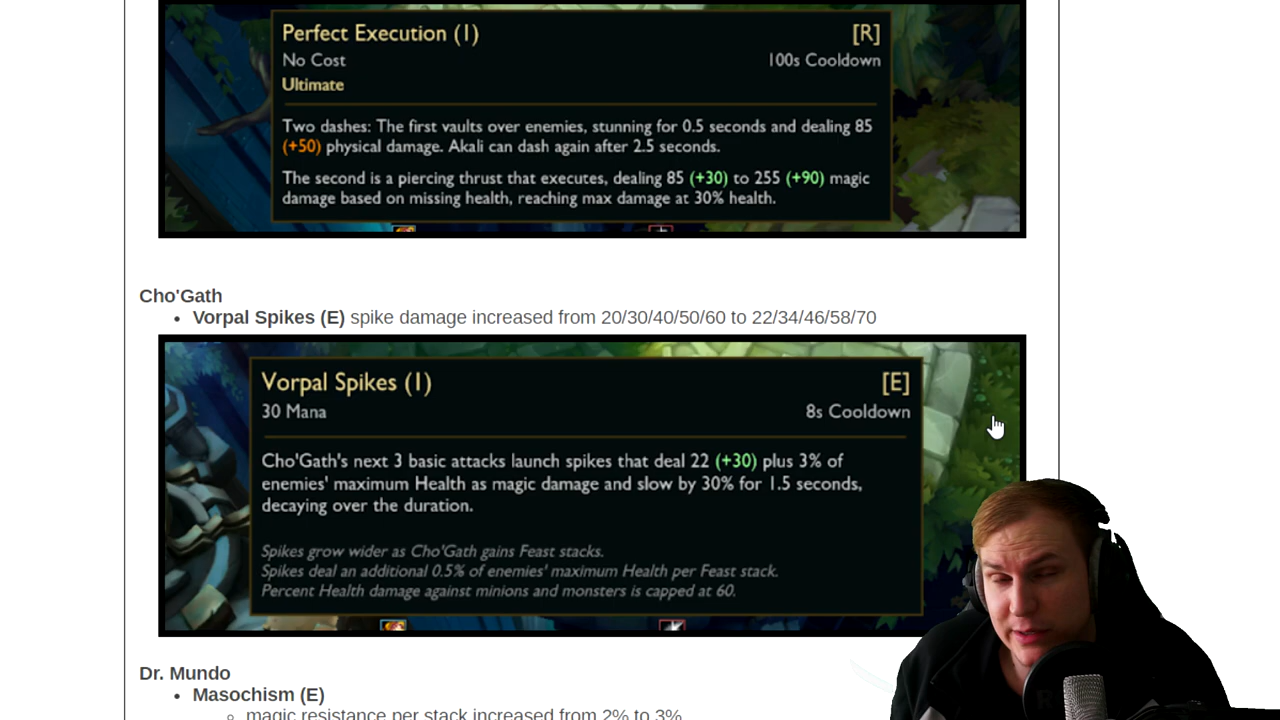 Perfect Execution (1) [R]
No Cost 100s Cooldown
Ultimate
Two dashes: The first vaults over enemies, stunning for 0.5 seconds and dealing 85
(+50) physical damage. Akali can dash again after 2.5 seconds.
The second is a piercing thrust that executes, dealing 85 (+30) to 255 (+90) magic
damage based on missing health, reaching max damage at 30% health.
Cho'Gath
• Vorpal Spikes (E) spike damage increased from 20/30/40/50/60 to 22/34/46/58/70
Vorpal Spikes (1) [E]
30 Mana 8s Cooldown
Cho'Gath's next 3 basic attacks launch spikes that deal 22 (+30) plus 3% of
enemies' maximum Health as magic damage and slow by 30% for 1.5 seconds,
decaying over the duration.
Spikes grow wider as Cho'Gath gains Feast stacks.
Spikes deal an additional 0.5% of enemies' maximum Health per Feast stack.
Percent Health damage against minions and monsters is capped at 60.
Dr. Mundo
• Masochism (E)
◦ magic resistance per stack increased from 2% to 3%